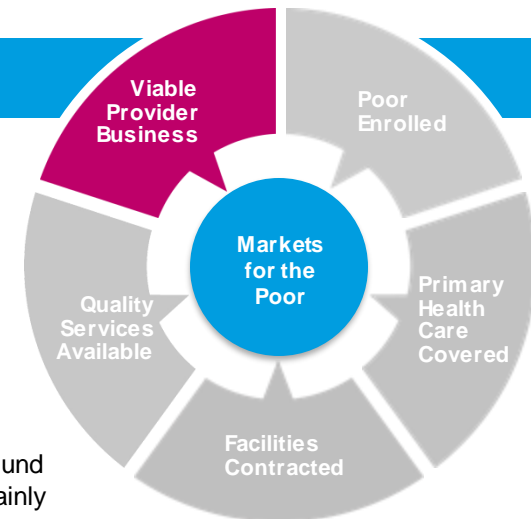 Viable
Provider
Business
Poor
Enrolled
Markets
for the
Poor
Quality
Services
Available
Primary
Health
Care
Covered
Facilities
Contracted